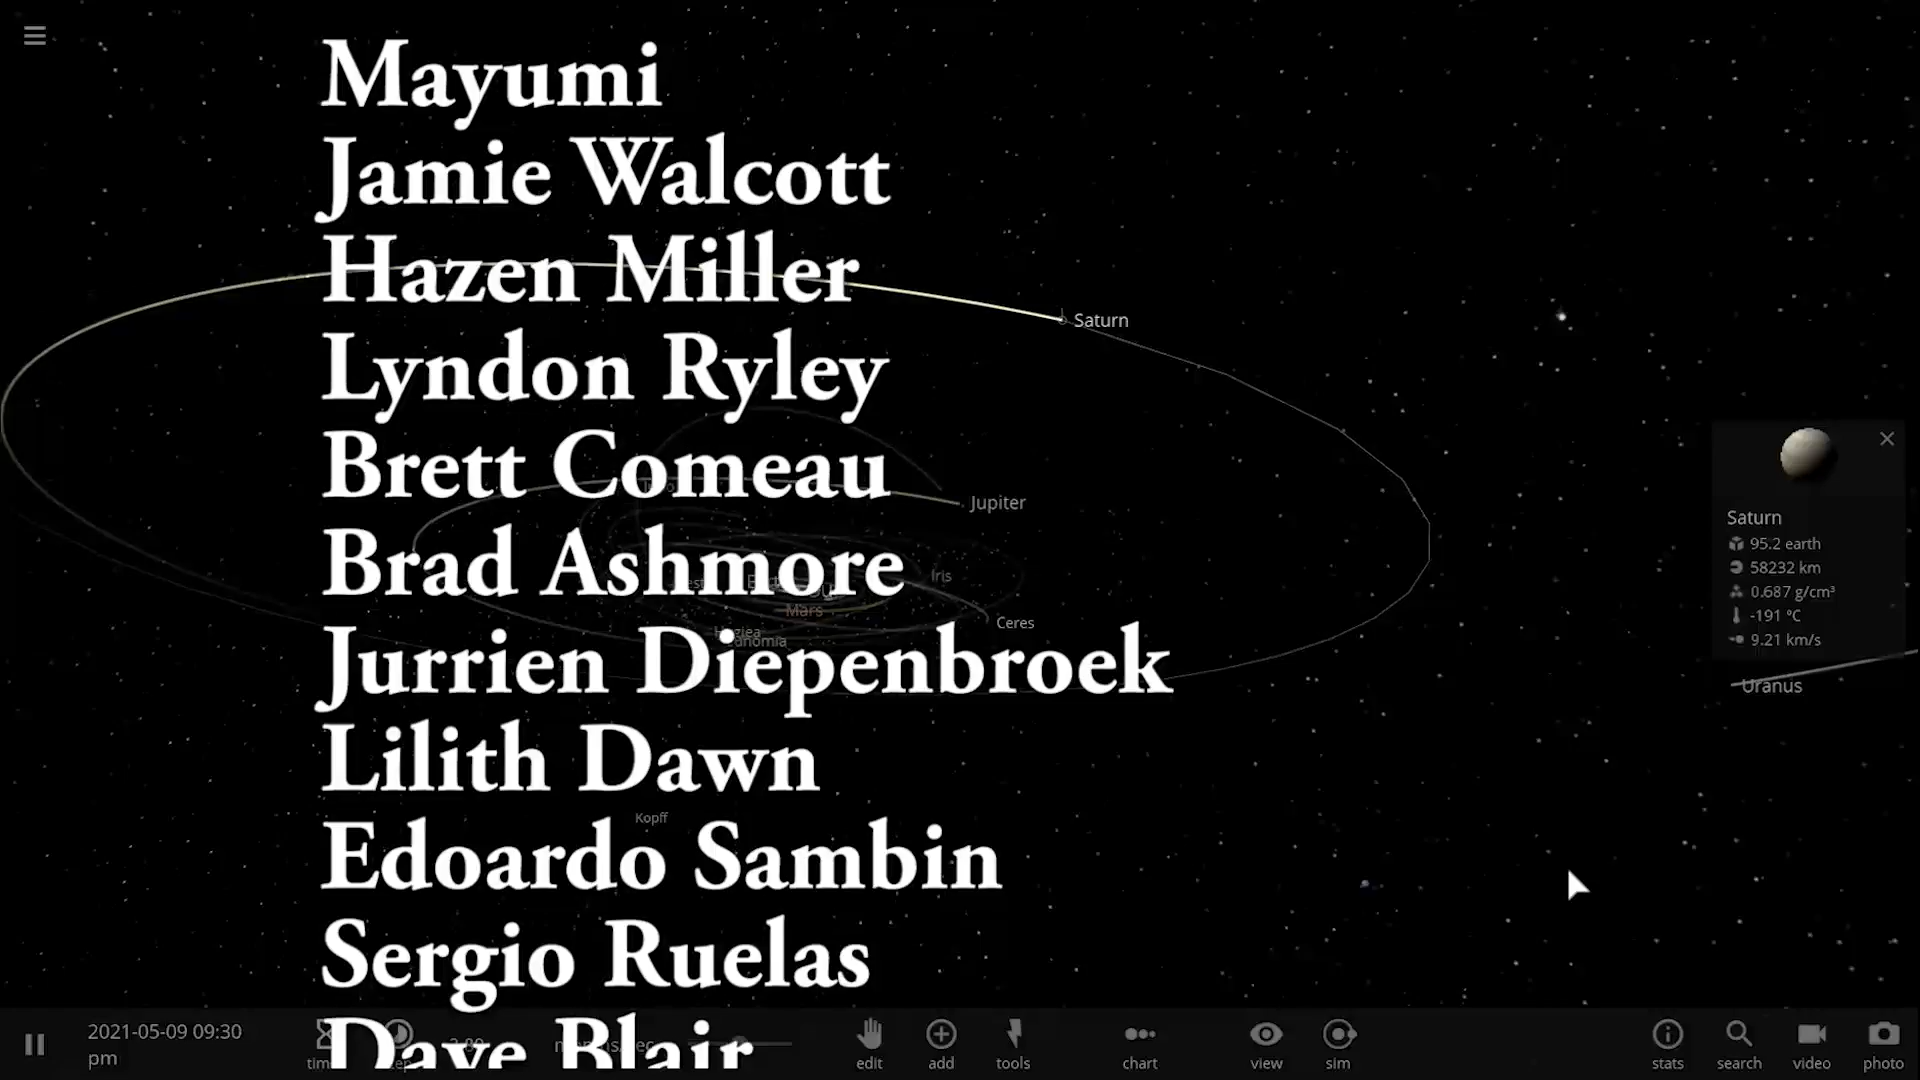 Mayumi
Jamie Walcott
Hazen Miller
Saturn
Lyndon Ryley
Brett Comeau
Jupiter
Brad Ashmore
Iris
Mars
Ceres
Jurrien Diepenbroek
Saturn
95.2 earth
58232 km
0.687 g/cm³
-191 °C
9.21 km/s
Uranus
Lilith Dawn
Kopff
Edoardo Sambin
Sergio Ruelas
Dave Blair
2021-05-09 09:30
pm
edit
add
tools
chart
view
sim
stats
search
video
photo